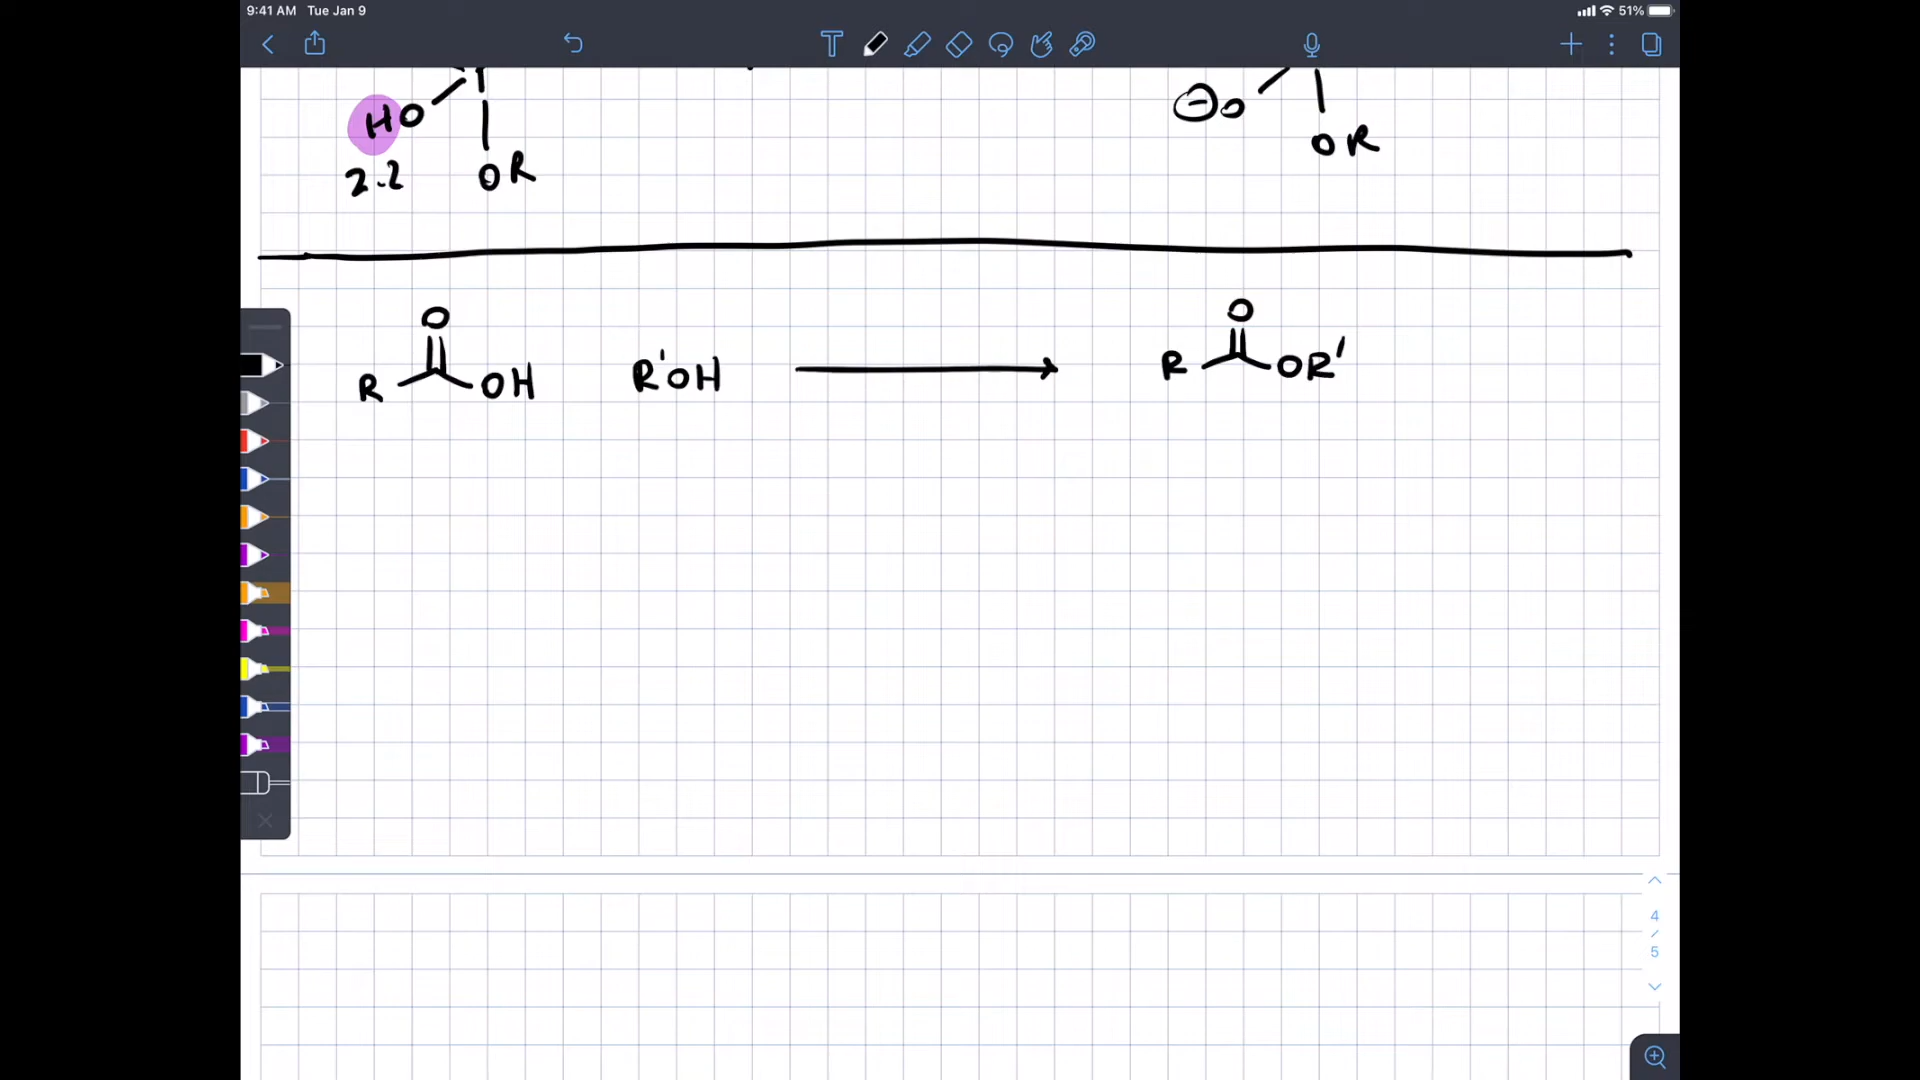 9:41 AM Tue Jan 9
51%
HO
⊖O
OR
2.2
OR
O
O
R
OH
R'OH
R
OR'
4
/
5